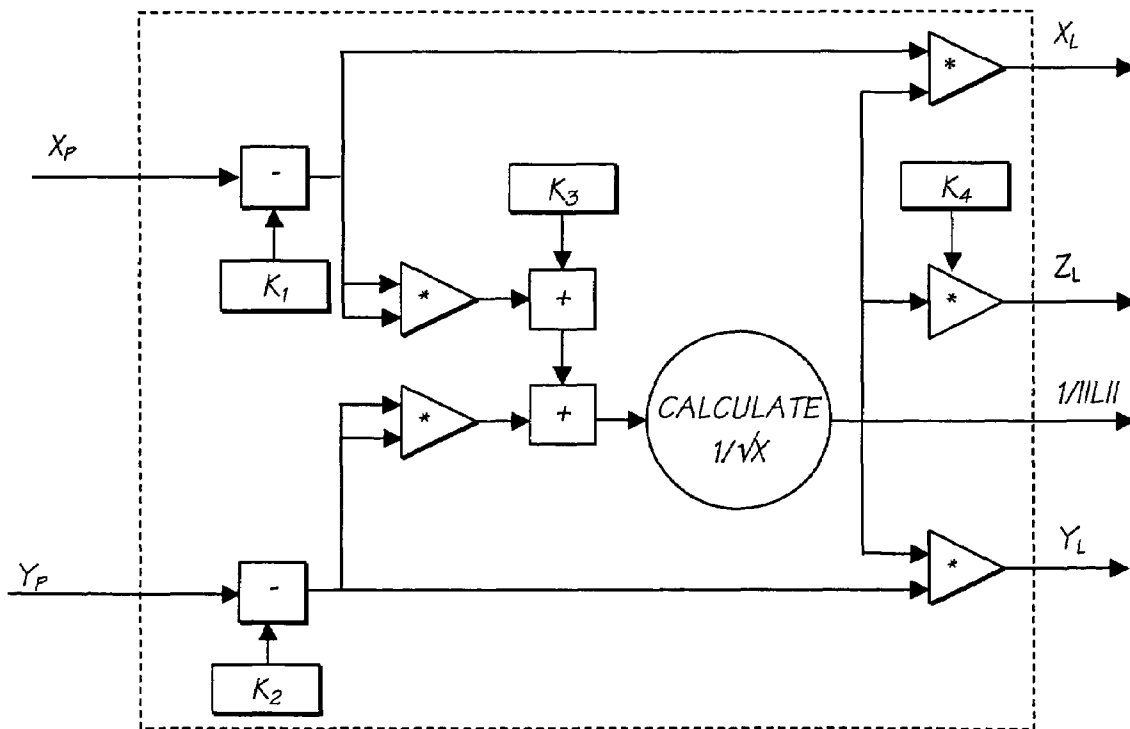 X_L
*
X_P
-
K_3
K_4
K_1
*
+
*
Z_L
*
+
CALCULATE
1/√X
1/||L||
Y_P
-
*
Y_L
K_2